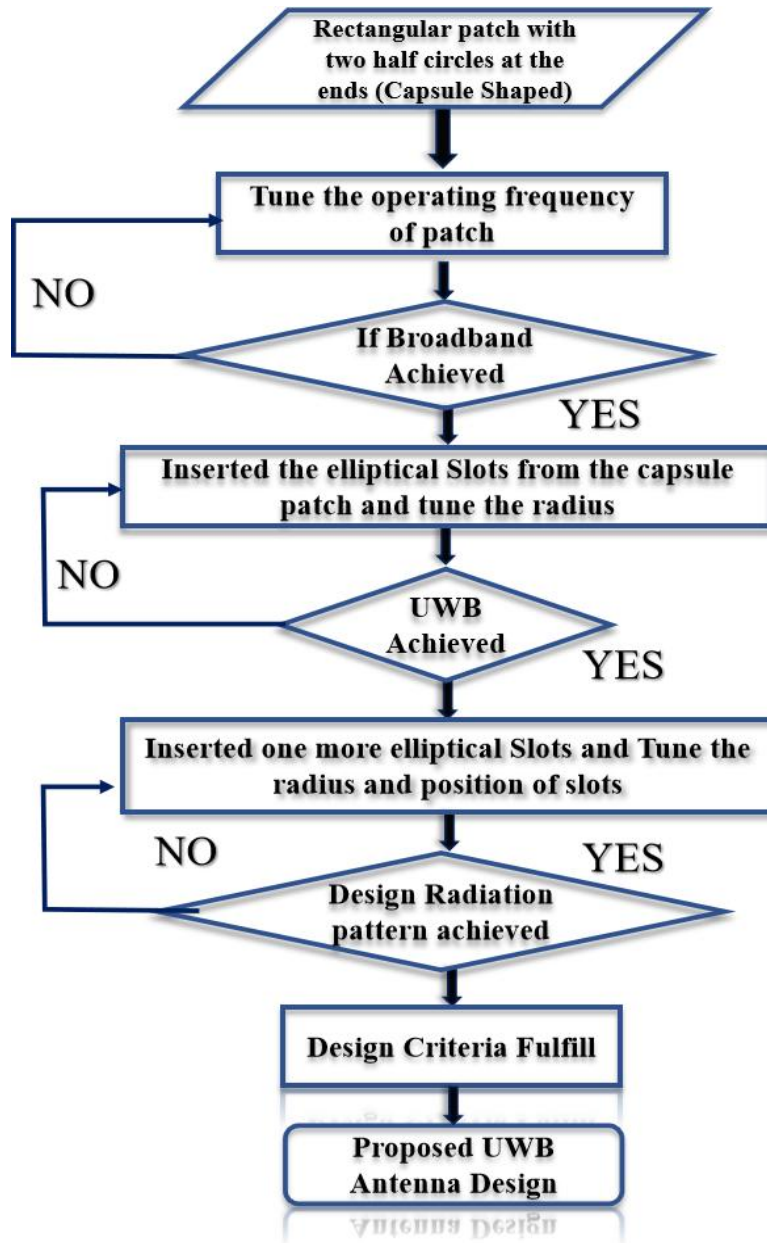 Rectangular patch with
two half circles at the
ends (Capsule Shaped)
Tune the operating frequency
of patch
NO
If Broadband
Achieved
YES
Inserted the elliptical Slots from the capsule
patch and tune the radius
NO
UWB
Achieved
YES
Inserted one more elliptical Slots and Tune the
radius and position of slots
NO
YES
Design Radiation
pattern achieved
Design Criteria Fulfill
Proposed UWB
Antenna Design